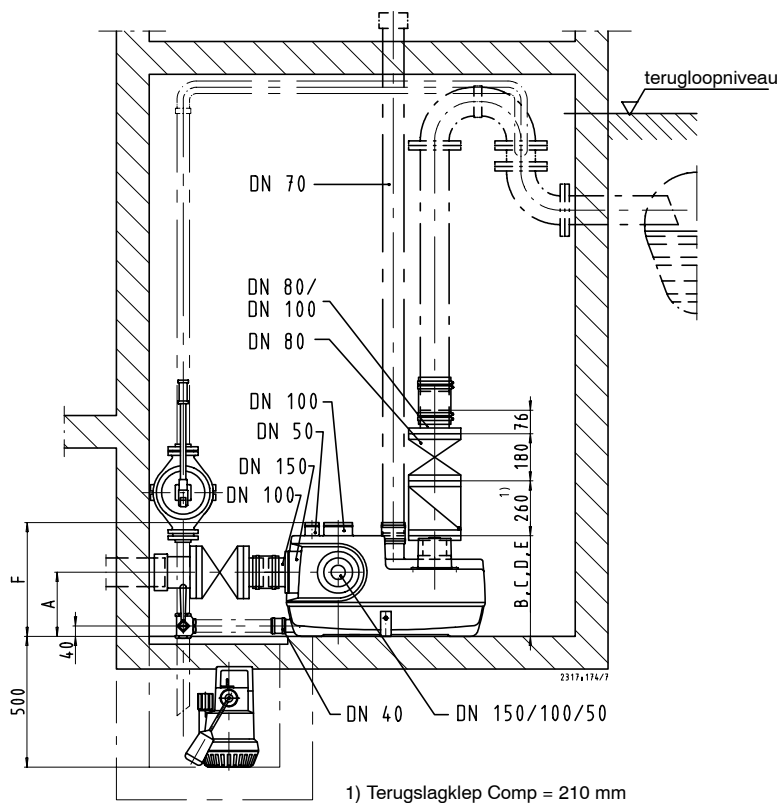 terugloopniveau
DN 70
DN 80/
DN 100
DN 80
DN 100
DN 50
DN 150
DN 100
76
180
260 1)
B,C,D,E
F
A
40
500
2317.174/7
DN 40
DN 150/100/50
1) Terugslagklep Comp = 210 mm